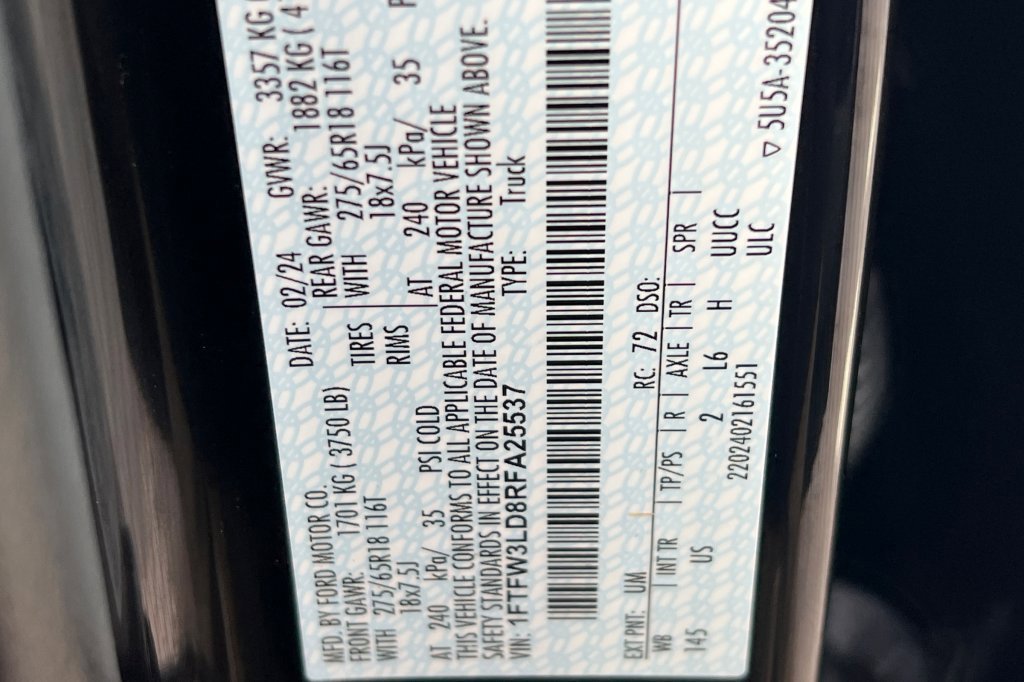 MFD. BY FORD MOTOR CO.
DATE: 02/24 GVWR: 3357 KG (
FRONT GAWR: 1701 KG ( 3750 LB) REAR GAWR: 1882 KG ( 4
WITH 275/65R18 116T TIRES WITH 275/65R18 116T
18x7.5J RIMS 18x7.5J
AT 240 kPa/ 35 PSI COLD AT 240 kPa/ 35 P
THIS VEHICLE CONFORMS TO ALL APPLICABLE FEDERAL MOTOR VEHICLE
SAFETY STANDARDS IN EFFECT ON THE DATE OF MANUFACTURE SHOWN ABOVE.
VIN: 1FTFW3LD8RFA25537 TYPE: Truck
EXT PNT: UM RC: 72 DSO:
WB | INT TR | TP/PS | R | AXLE | TR | SPR |
145 US 2 L6 H UUCC
2202402161551 ULC
▽ 5U5A-35204